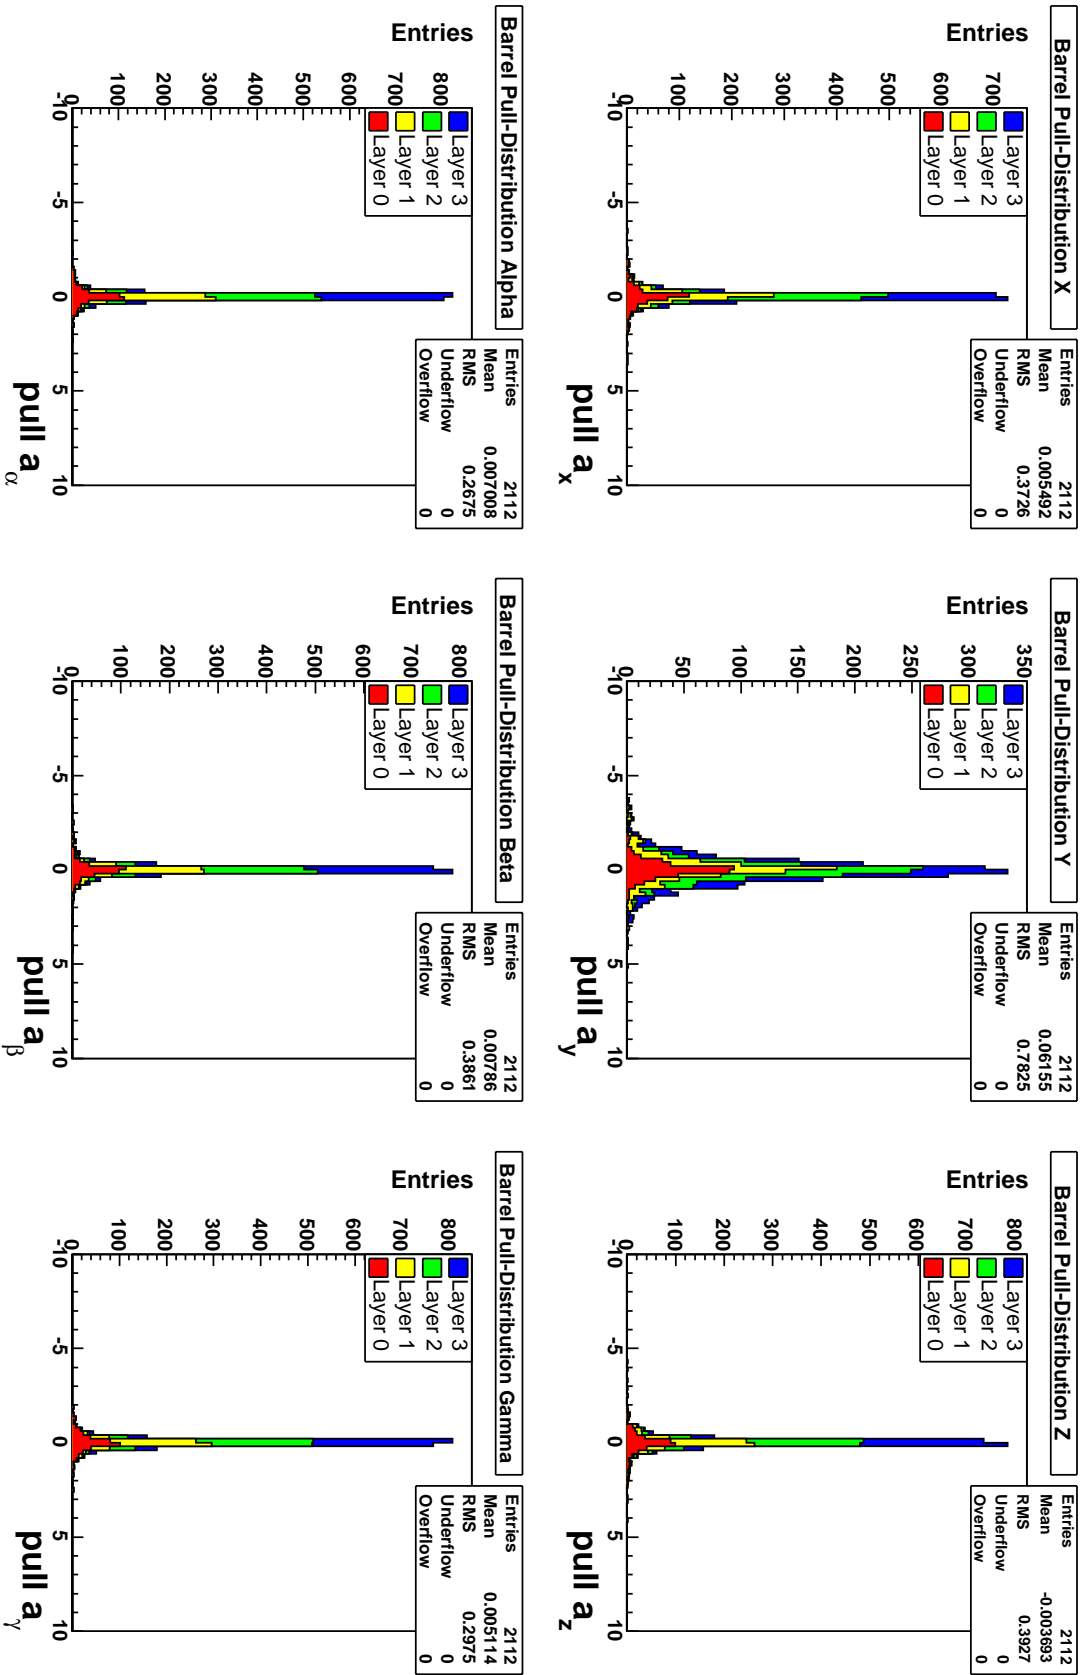 Barrel Pull-Distribution X
Entries 2112
Mean 0.005492
RMS 0.3726
Underflow 0
Overflow 0
Layer 3
Layer 2
Layer 1
Layer 0
Entries
0
100
200
300
400
500
600
700
-10
-5
0
5
10
pull a_x
Barrel Pull-Distribution Y
Entries 2112
Mean 0.06155
RMS 0.7825
Underflow 0
Overflow 0
Layer 3
Layer 2
Layer 1
Layer 0
Entries
0
50
100
150
200
250
300
350
-10
-5
0
5
10
pull a_y
Barrel Pull-Distribution Z
Entries 2112
Mean -0.003693
RMS 0.3927
Underflow 0
Overflow 0
Layer 3
Layer 2
Layer 1
Layer 0
Entries
0
100
200
300
400
500
600
700
800
-10
-5
0
5
10
pull a_z
Barrel Pull-Distribution Alpha
Entries 2112
Mean 0.007008
RMS 0.2675
Underflow 0
Overflow 0
Layer 3
Layer 2
Layer 1
Layer 0
Entries
0
100
200
300
400
500
600
700
800
-10
-5
0
5
10
pull a_α
Barrel Pull-Distribution Beta
Entries 2112
Mean 0.00786
RMS 0.3861
Underflow 0
Overflow 0
Layer 3
Layer 2
Layer 1
Layer 0
Entries
0
100
200
300
400
500
600
700
800
-10
-5
0
5
10
pull a_β
Barrel Pull-Distribution Gamma
Entries 2112
Mean 0.005114
RMS 0.2975
Underflow 0
Overflow 0
Layer 3
Layer 2
Layer 1
Layer 0
Entries
0
100
200
300
400
500
600
700
800
-10
-5
0
5
10
pull a_γ